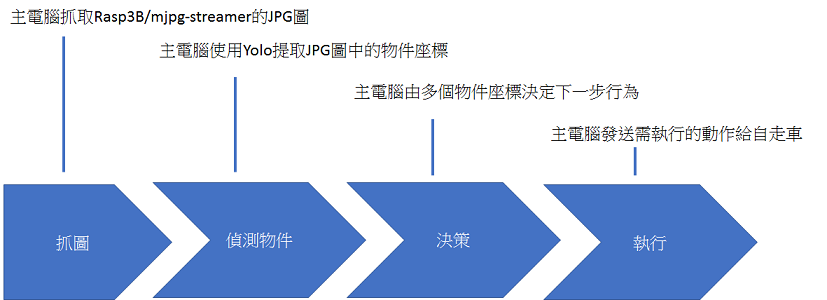 主電腦抓取Rasp3B/mjpg-streamer的JPG圖
主電腦使用Yolo提取JPG圖中的物件座標
主電腦由多個物件座標決定下一步行為
主電腦發送需執行的動作給自走車
抓圖
偵測物件
決策
執行